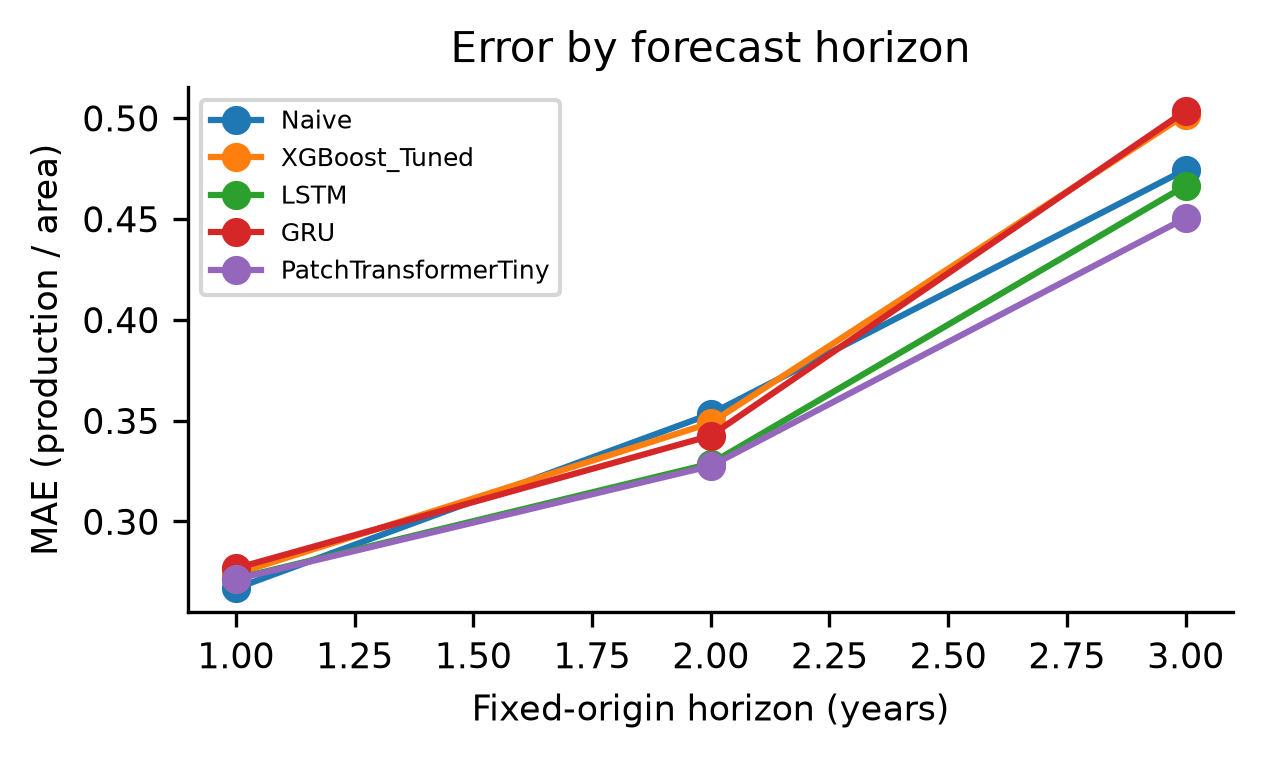 Error by forecast horizon
Naive
XGBoost_Tuned
LSTM
GRU
PatchTransformerTiny
MAE (production / area)
0.50
0.45
0.40
0.35
0.30
1.00 1.25 1.50 1.75 2.00 2.25 2.50 2.75 3.00
Fixed-origin horizon (years)